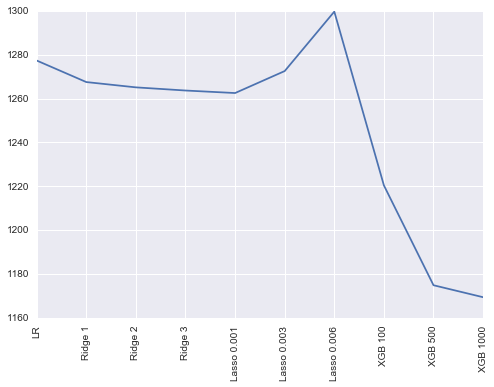 1300
1280
1260
1240
1220
1200
1180
1160
LR
Ridge 1
Ridge 2
Ridge 3
Lasso 0.001
Lasso 0.003
Lasso 0.006
XGB 100
XGB 500
XGB 1000